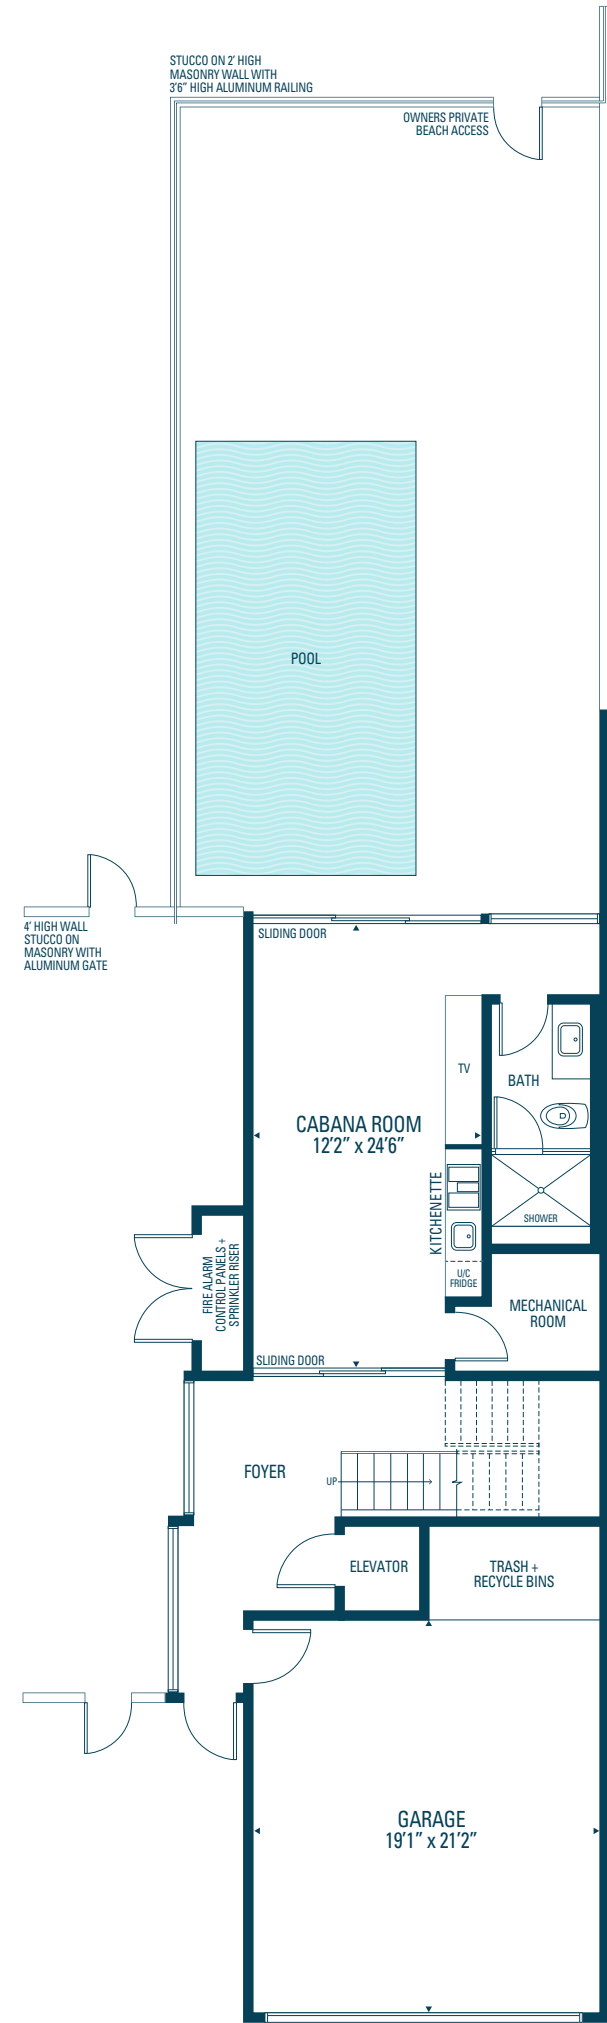 STUCCO ON 2' HIGH
MASONRY WALL WITH
3'6" HIGH ALUMINUM RAILING
OWNERS PRIVATE
BEACH ACCESS
POOL
4' HIGH WALL
STUCCO ON
MASONRY WITH
ALUMINUM GATE
SLIDING DOOR
TV
BATH
CABANA ROOM
12'2" x 24'6"
KITCHENETTE
SHOWER
U/C
FRIDGE
FIRE ALARM
CONTROL PANELS +
SPRINKLER RISER
MECHANICAL
ROOM
SLIDING DOOR
FOYER
UP
ELEVATOR
TRASH +
RECYCLE BINS
GARAGE
19'1" x 21'2"